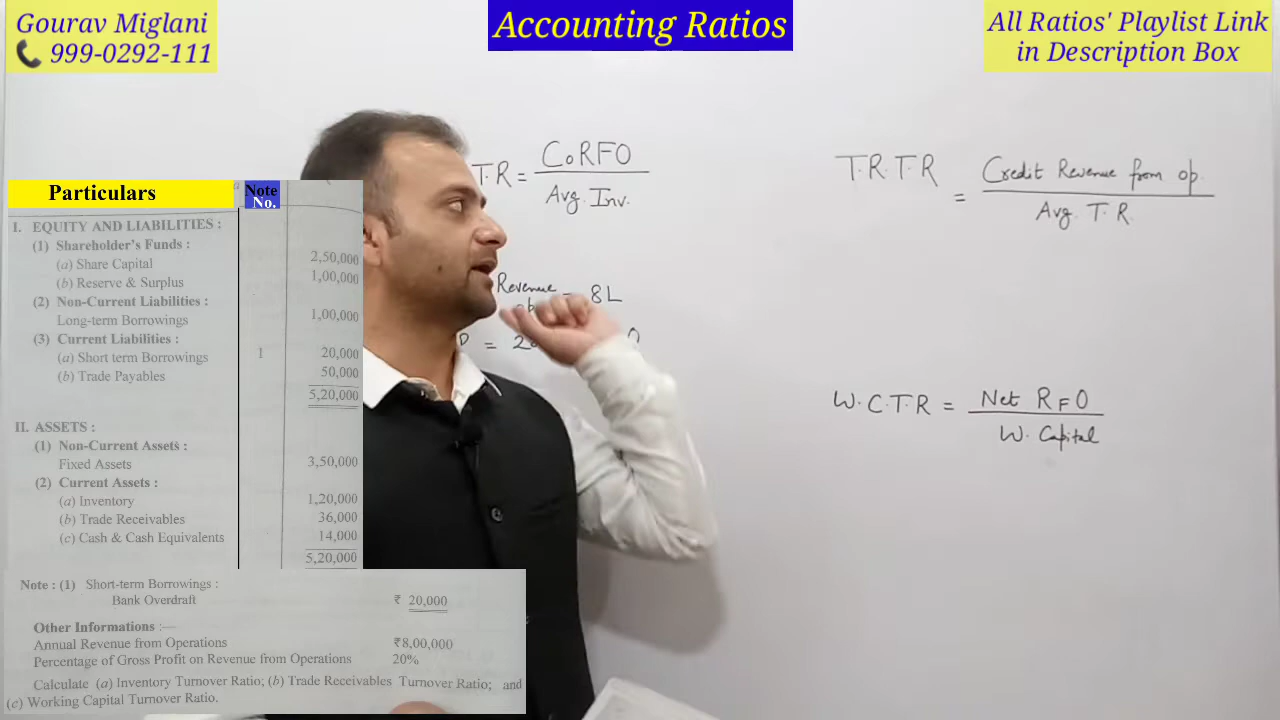 Gourav Miglani
999-0292-111
Accounting Ratios
All Ratios' Playlist Link
in Description Box
T.R = CoRFO
Avg. Inv.
Revenue
= 8L
= 
T.R.T.R = Credit Revenue from op.
Avg. T.R
W.C.T.R = Net RFO
W. Capital
Particulars Note No.
I. EQUITY AND LIABILITIES :
(1) Shareholder's Funds :
(a) Share Capital 2,50,000
(b) Reserve & Surplus 1,00,000
(2) Non-Current Liabilities :
Long-term Borrowings 1,00,000
(3) Current Liabilities :
(a) Short term Borrowings 1 20,000
(b) Trade Payables 50,000
5,20,000
II. ASSETS :
(1) Non-Current Assets :
Fixed Assets 3,50,000
(2) Current Assets :
(a) Inventory 1,20,000
(b) Trade Receivables 36,000
(c) Cash & Cash Equivalents 14,000
5,20,000
Note : (1) Short-term Borrowings :
Bank Overdraft ₹ 20,000
Other Informations :—
Annual Revenue from Operations ₹8,00,000
Percentage of Gross Profit on Revenue from Operations 20%
Calculate (a) Inventory Turnover Ratio; (b) Trade Receivables Turnover Ratio; and
(c) Working Capital Turnover Ratio.